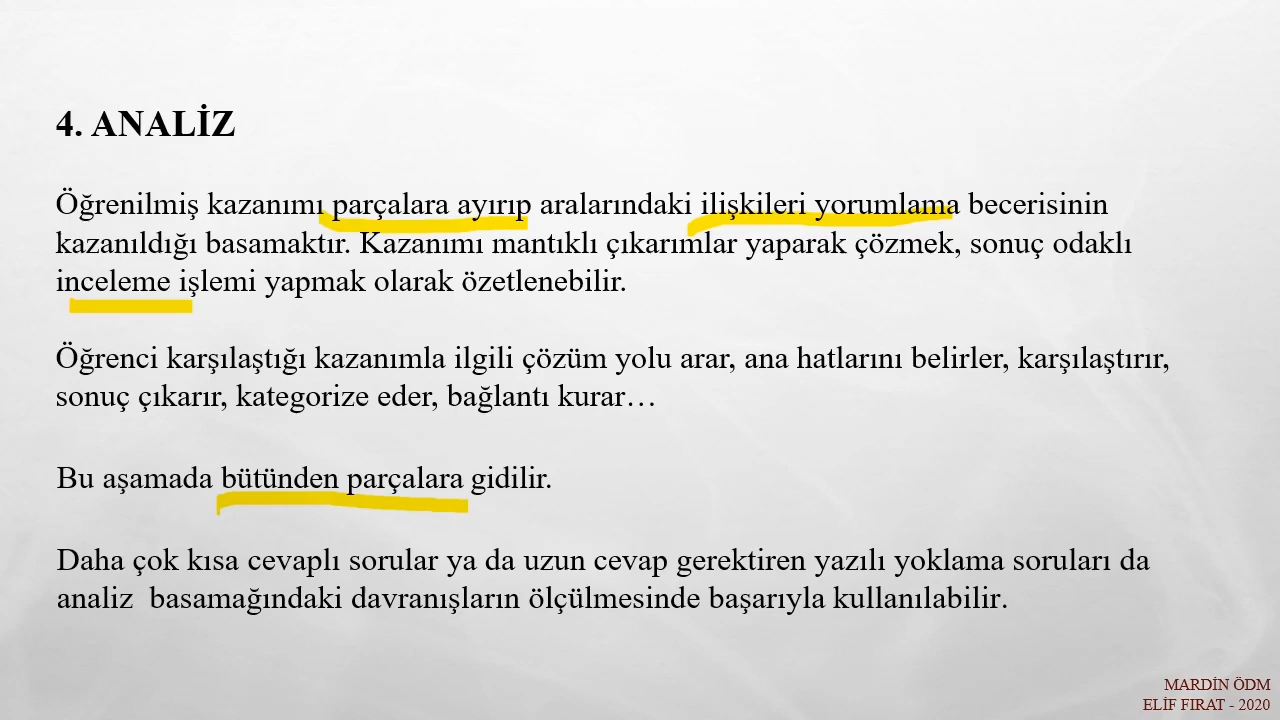 4. ANALİZ
Öğrenilmiş kazanımı parçalara ayırıp aralarındaki ilişkileri yorumlama becerisinin
kazanıldığı basamaktır. Kazanımı mantıklı çıkarımlar yaparak çözmek, sonuç odaklı
inceleme işlemi yapmak olarak özetlenebilir.
Öğrenci karşılaştığı kazanımla ilgili çözüm yolu arar, ana hatlarını belirler, karşılaştırır,
sonuç çıkarır, kategorize eder, bağlantı kurar…
Bu aşamada bütünden parçalara gidilir.
Daha çok kısa cevaplı sorular ya da uzun cevap gerektiren yazılı yoklama soruları da
analiz  basamağındaki davranışların ölçülmesinde başarıyla kullanılabilir.
MARDİN ÖDM
ELİF FIRAT - 2020